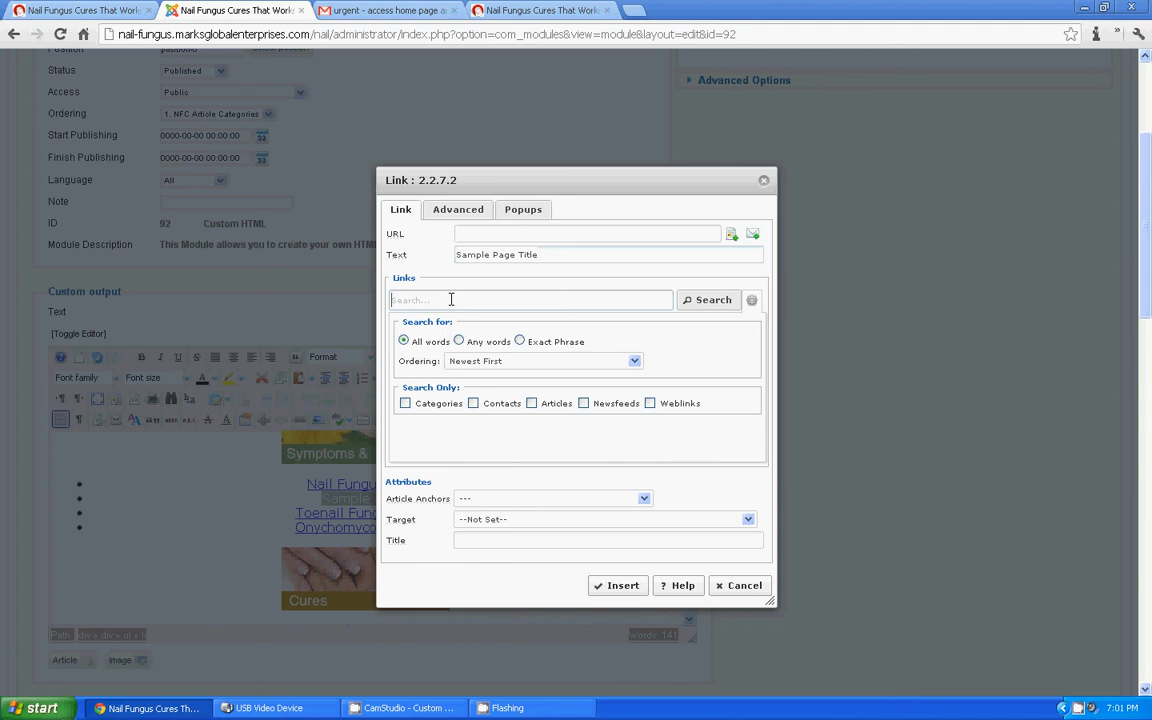 Nail Fungus Cures That Work
Nail Fungus Cures That Work
urgent - access home page a
Nail Fungus Cures That Work
nail-fungus.marksglobalenterprises.com/nail/administrator/index.php?option=com_modules&view=module&layout=edit&id=92
Status Published
Access Public
Ordering 1. NFC Article Categories
Start Publishing 0000-00-00 00:00:00
Finish Publishing 0000-00-00 00:00:00
Language All
Note
ID 92 Custom HTML
Module Description This Module allows you to create your own HTM
Advanced Options
Custom output
Text
[Toggle Editor]
Format
Font family Font size
Symptoms &
Nail Fungu
Sample
Toenail Fung
Onychomyco
Cures
Path: div » div » ul » l
Words: 141
Article Image
Link : 2.2.7.2
Link Advanced Popups
URL
Text Sample Page Title
Links
Search... Search
Search for:
All words Any words Exact Phrase
Ordering: Newest First
Search Only:
Categories Contacts Articles Newsfeeds Weblinks
Attributes
Article Anchors ---
Target --Not Set--
Title
Insert ? Help Cancel
start Nail Fungus Cures Th... USB Video Device CamStudio - Custom ... Flashing 7:01 PM